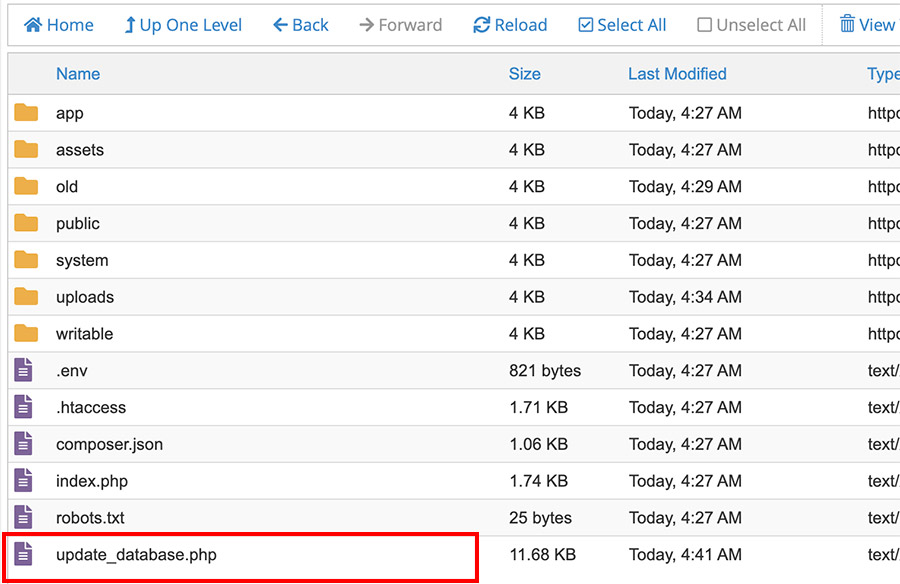 Home Up One Level Back Forward Reload Select All Unselect All View
Name Size Last Modified Type
app 4 KB Today, 4:27 AM httpd
assets 4 KB Today, 4:27 AM httpd
old 4 KB Today, 4:29 AM httpd
public 4 KB Today, 4:27 AM httpd
system 4 KB Today, 4:27 AM httpd
uploads 4 KB Today, 4:34 AM httpd
writable 4 KB Today, 4:27 AM httpd
.env 821 bytes Today, 4:27 AM text/
.htaccess 1.71 KB Today, 4:27 AM text/
composer.json 1.06 KB Today, 4:27 AM text/
index.php 1.74 KB Today, 4:27 AM text/
robots.txt 25 bytes Today, 4:27 AM text/
update_database.php 11.68 KB Today, 4:41 AM text/